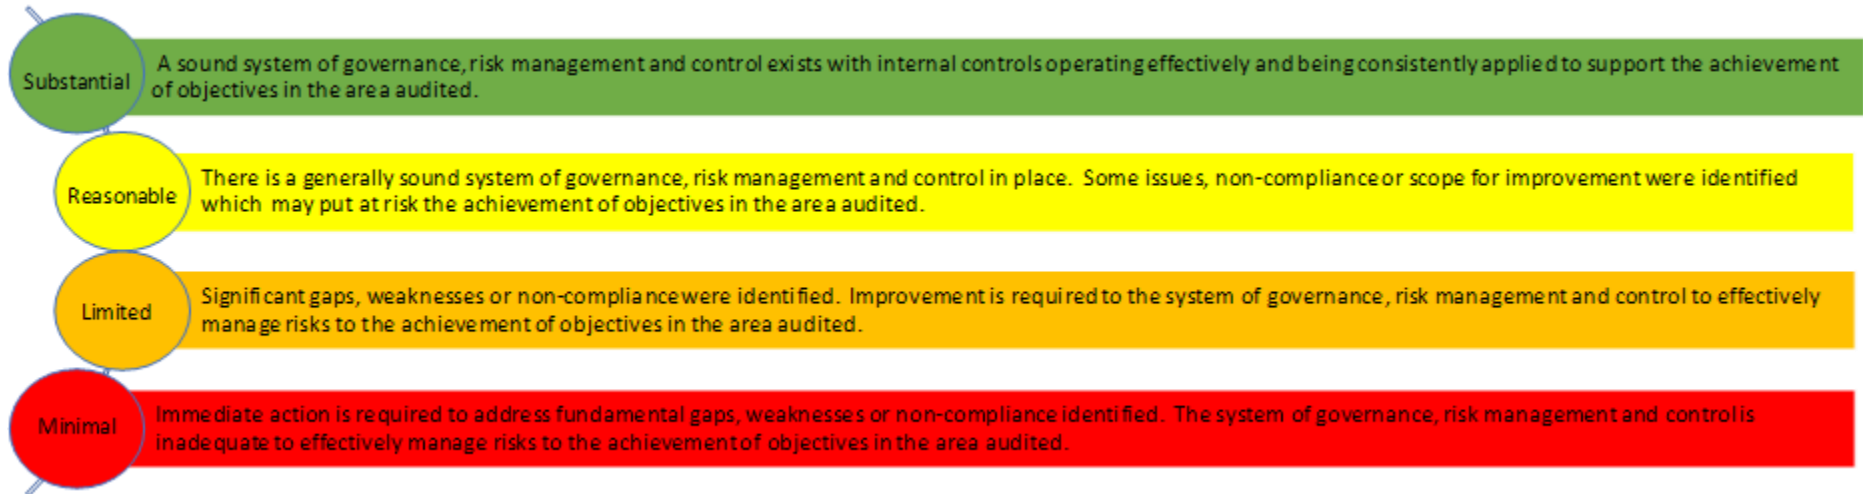 Substantial
A sound system of governance, risk management and control exists with internal controls operating effectively and being consistently applied to support the achievement
of objectives in the area audited.
Reasonable
There is a generally sound system of governance, risk management and control in place. Some issues, non-compliance or scope for improvement were identified
which may put at risk the achievement of objectives in the area audited.
Limited
Significant gaps, weaknesses or non-compliance were identified. Improvement is required to the system of governance, risk management and control to effectively
manage risks to the achievement of objectives in the area audited.
Minimal
Immediate action is required to address fundamental gaps, weaknesses or non-compliance identified. The system of governance, risk management and control is
inadequate to effectively manage risks to the achievement of objectives in the area audited.